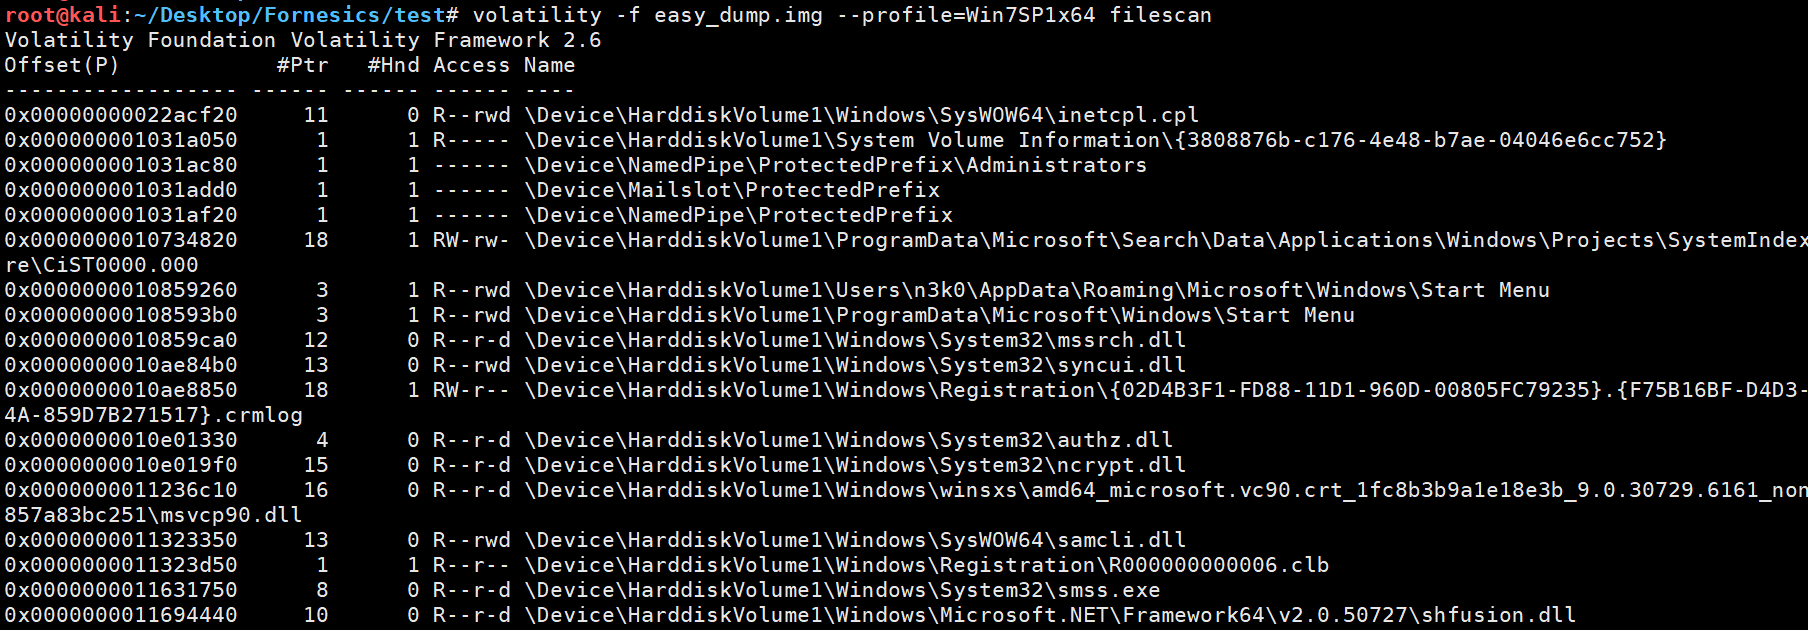 root@kali:~/Desktop/Fornesics/test# volatility -f easy_dump.img --profile=Win7SP1x64 filescan
Volatility Foundation Volatility Framework 2.6
Offset(P)            #Ptr   #Hnd Access Name
------------------ ------ ------ ------ ----
0x00000000022acf20     11      0 R--rwd \Device\HarddiskVolume1\Windows\SysWOW64\inetcpl.cpl
0x000000001031a050      1      1 R----- \Device\HarddiskVolume1\System Volume Information\{3808876b-c176-4e48-b7ae-04046e6cc752}
0x000000001031ac80      1      1 ------ \Device\NamedPipe\ProtectedPrefix\Administrators
0x000000001031add0      1      1 ------ \Device\Mailslot\ProtectedPrefix
0x000000001031af20      1      1 ------ \Device\NamedPipe\ProtectedPrefix
0x0000000010734820     18      1 RW-rw- \Device\HarddiskVolume1\ProgramData\Microsoft\Search\Data\Applications\Windows\Projects\SystemIndex
re\CiST0000.000
0x0000000010859260      3      1 R--rwd \Device\HarddiskVolume1\Users\n3k0\AppData\Roaming\Microsoft\Windows\Start Menu
0x00000000108593b0      3      1 R--rwd \Device\HarddiskVolume1\ProgramData\Microsoft\Windows\Start Menu
0x0000000010859ca0     12      0 R--r-d \Device\HarddiskVolume1\Windows\System32\mssrch.dll
0x0000000010ae84b0     13      0 R--rwd \Device\HarddiskVolume1\Windows\System32\syncui.dll
0x0000000010ae8850     18      1 RW-r-- \Device\HarddiskVolume1\Windows\Registration\{02D4B3F1-FD88-11D1-960D-00805FC79235}.{F75B16BF-D4D3-
4A-859D7B271517}.crmlog
0x0000000010e01330      4      0 R--r-d \Device\HarddiskVolume1\Windows\System32\authz.dll
0x0000000010e019f0     15      0 R--r-d \Device\HarddiskVolume1\Windows\System32\ncrypt.dll
0x0000000011236c10     16      0 R--r-d \Device\HarddiskVolume1\Windows\winsxs\amd64_microsoft.vc90.crt_1fc8b3b9a1e18e3b_9.0.30729.6161_non
857a83bc251\msvcp90.dll
0x0000000011323350     13      0 R--rwd \Device\HarddiskVolume1\Windows\SysWOW64\samcli.dll
0x0000000011323d50      1      1 R--r-- \Device\HarddiskVolume1\Windows\Registration\R000000000006.clb
0x0000000011631750      8      0 R--r-d \Device\HarddiskVolume1\Windows\System32\smss.exe
0x0000000011694440     10      0 R--r-d \Device\HarddiskVolume1\Windows\Microsoft.NET\Framework64\v2.0.50727\shfusion.dll